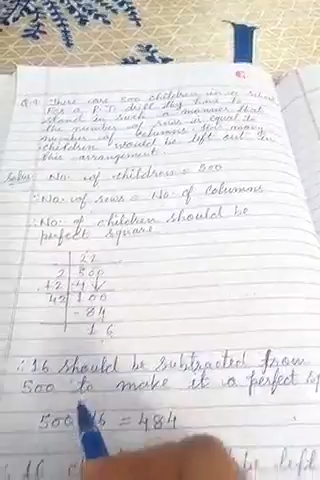 Q.4. There are 500 children in a school.
For a P.T. drill they have to
stand in such a manner that
the number of rows is equal to
number of columns. How many
children would be left out in
this arrangement.
Soln: No. of children = 500
∵ No. of rows = No. of columns
∴ No. of children should be
perfect square
22
2 500
+2 -4 ↓
42 100
- 84
16
∴ 16 should be subtracted from
500 to make it a perfect
500 16 = 484
left